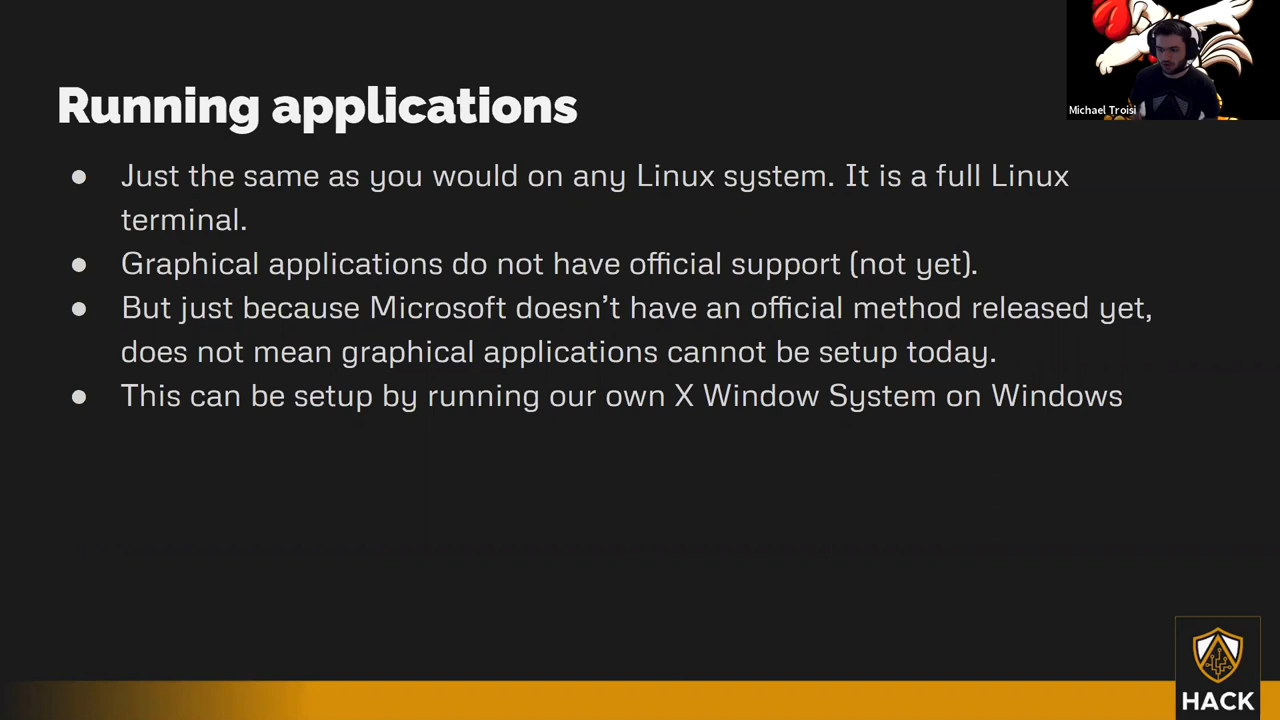 Michael Troisi
Running applications
● Just the same as you would on any Linux system. It is a full Linux
terminal.
● Graphical applications do not have official support (not yet).
● But just because Microsoft doesn’t have an official method released yet,
does not mean graphical applications cannot be setup today.
● This can be setup by running our own X Window System on Windows
HACK